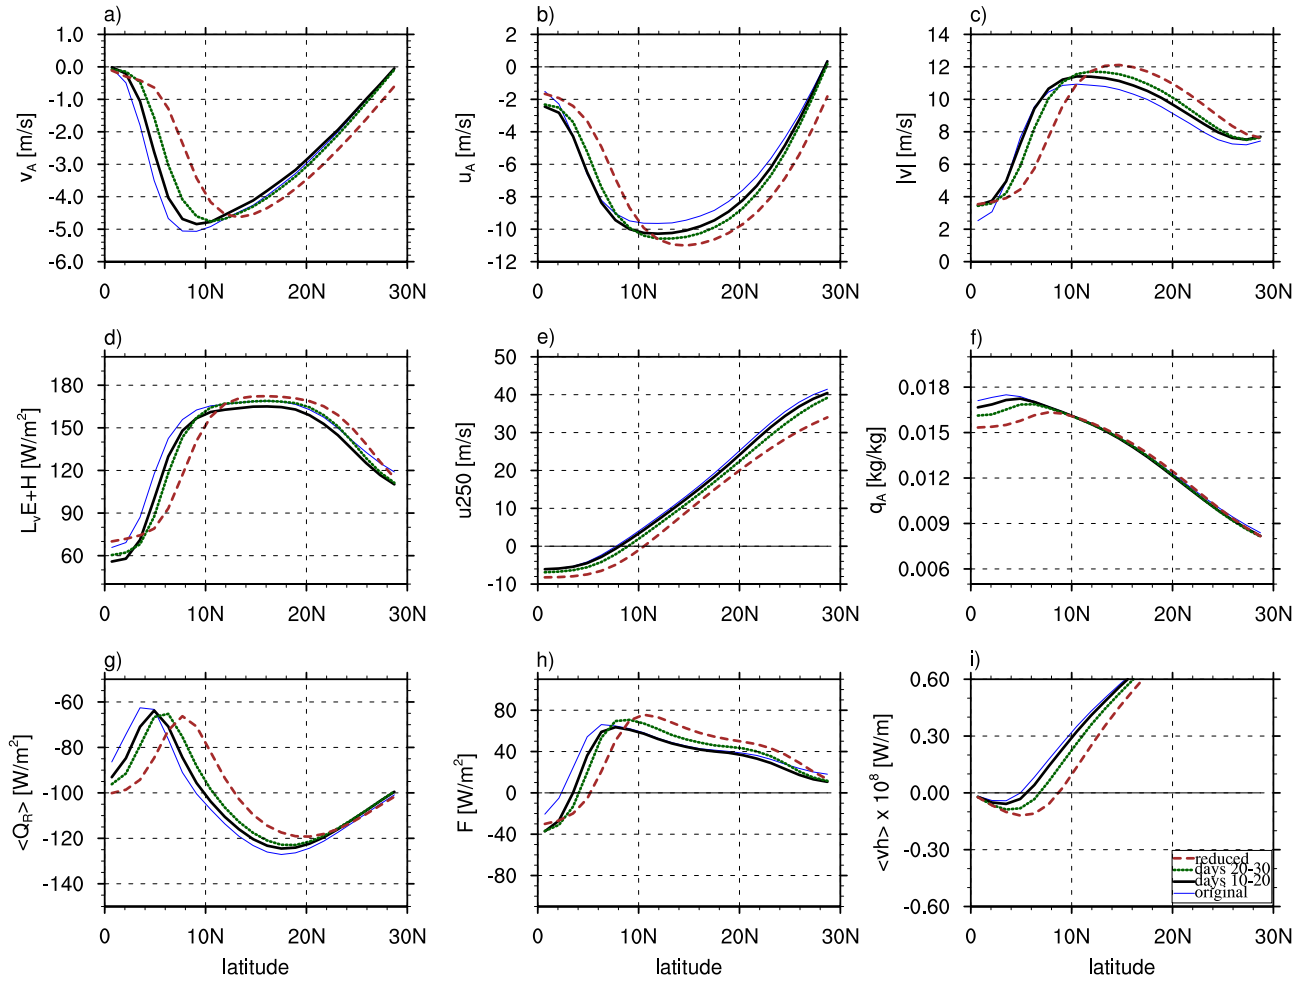 a)
1.0
0.0
-1.0
-2.0
-3.0
-4.0
-5.0
-6.0
v_A [m/s]
0 10N 20N 30N
b)
2
0
-2
-4
-6
-8
-10
-12
u_A [m/s]
0 10N 20N 30N
c)
14
12
10
8
6
4
2
0
|v| [m/s]
0 10N 20N 30N
d)
180
150
120
90
60
L_vE+H [W/m²]
0 10N 20N 30N
e)
50
40
30
20
10
0
-10
u250 [m/s]
0 10N 20N 30N
f)
0.018
0.015
0.012
0.009
0.006
q_A [kg/kg]
0 10N 20N 30N
g)
-60
-80
-100
-120
-140
<Q_R> [W/m²]
0 10N 20N 30N
latitude
h)
80
40
0
-40
-80
F [W/m²]
0 10N 20N 30N
latitude
i)
0.60
0.30
0.00
-0.30
-0.60
<vh> x 10⁸ [W/m]
reduced
days 20-30
days 10-20
original
0 10N 20N 30N
latitude